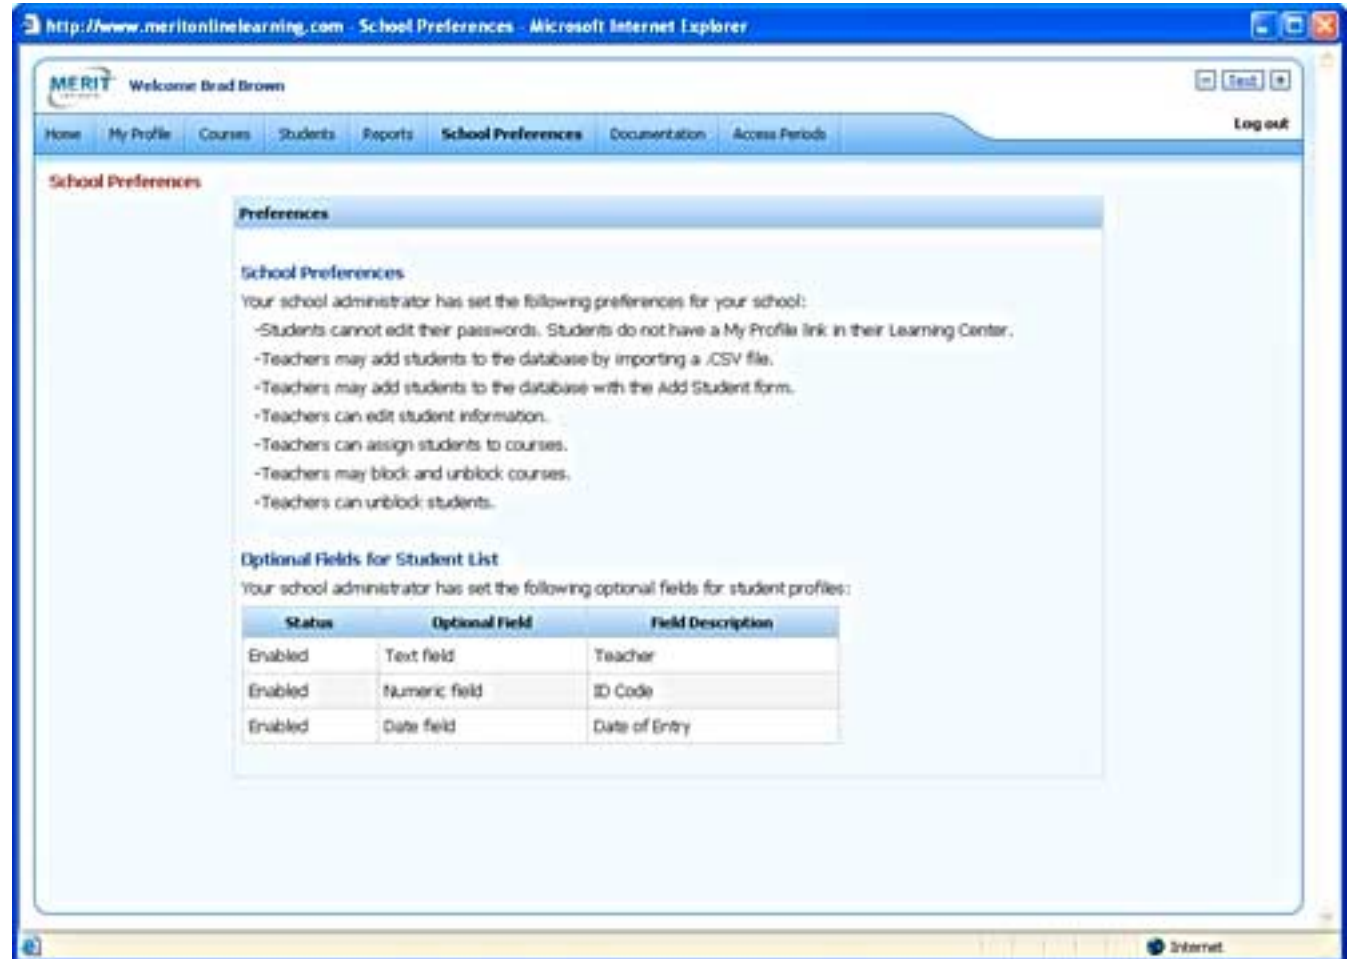 http://www.meritonlinelearning.com - School Preferences - Microsoft Internet Explorer
MERIT Welcome Brad Brown
- Text +
Home My Profile Courses Students Reports School Preferences Documentation Access Periods
Log out
School Preferences
Preferences
School Preferences
Your school administrator has set the following preferences for your school:
-Students cannot edit their passwords. Students do not have a My Profile link in their Learning Center.
-Teachers may add students to the database by importing a .CSV file.
-Teachers may add students to the database with the Add Student form.
-Teachers can edit student information.
-Teachers can assign students to courses.
-Teachers may block and unblock courses.
-Teachers can unblock students.
Optional Fields for Student List
Your school administrator has set the following optional fields for student profiles:
Status Optional Field Field Description
Enabled Text field Teacher
Enabled Numeric field ID Code
Enabled Date field Date of Entry
Internet